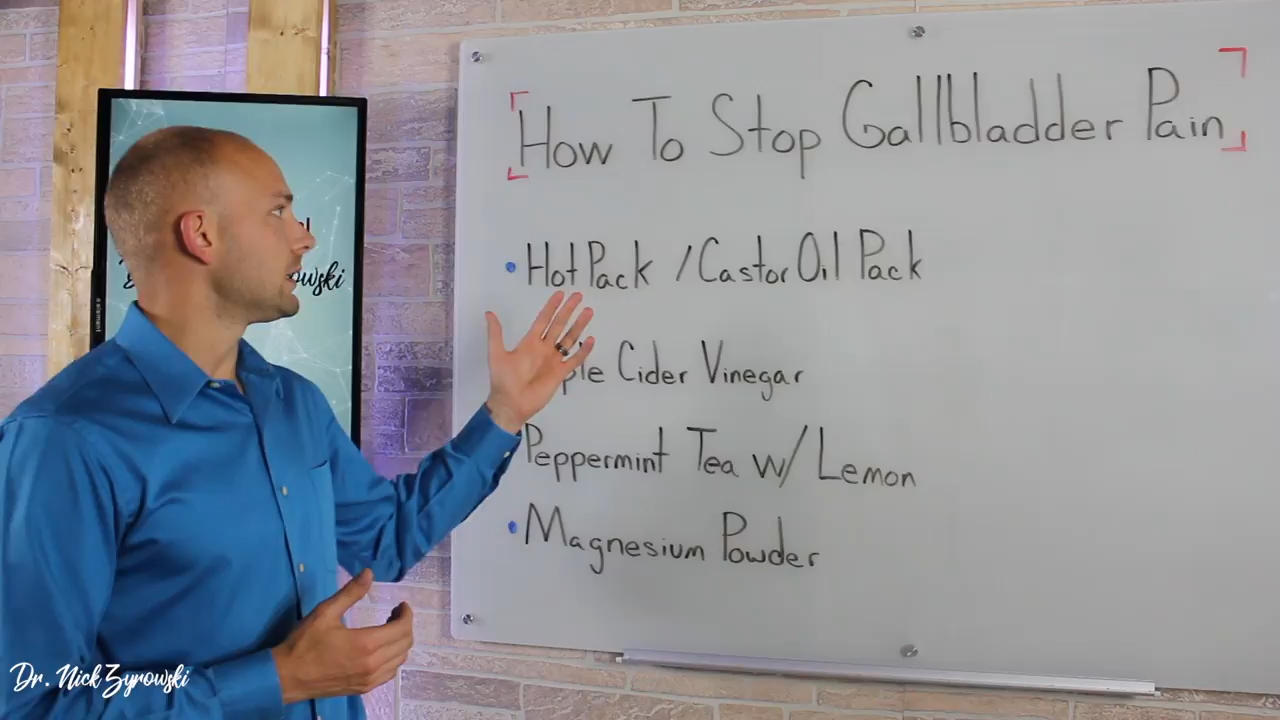 How To Stop Gallbladder Pain
• Hot Pack / Castor Oil Pack
Cider Vinegar
Peppermint Tea w/ Lemon
• Magnesium Powder
Dr. Nick Zyrowski